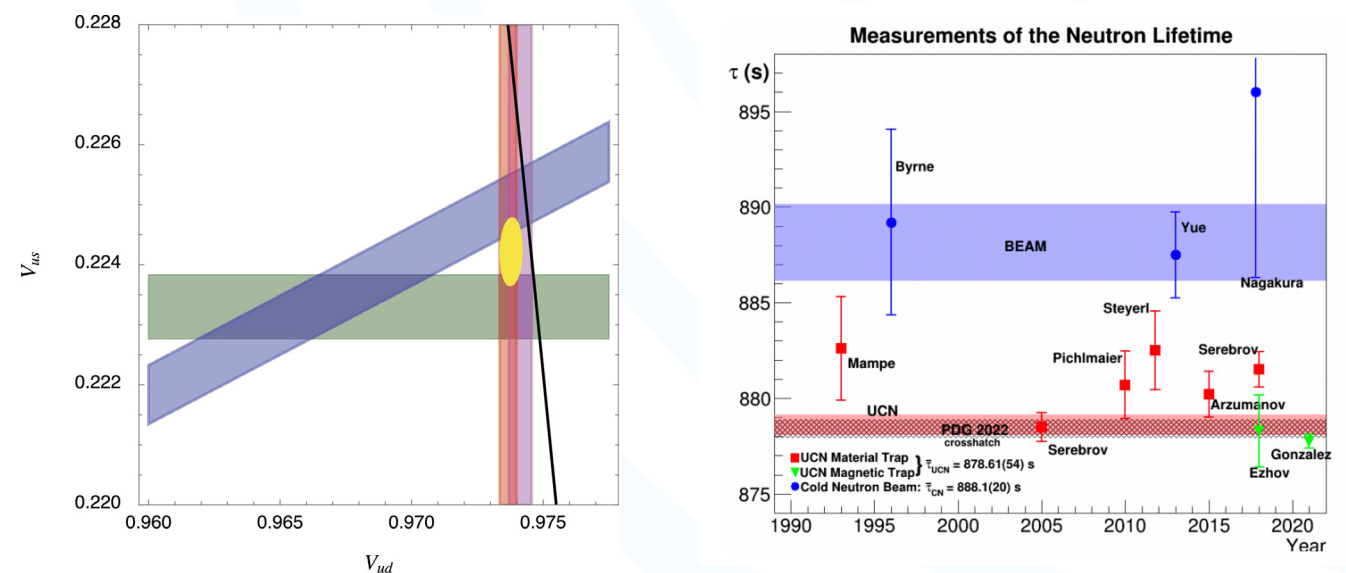 0.228
0.226
0.224
0.222
0.220
V_us
0.960
0.965
0.970
0.975
V_ud
Measurements of the Neutron Lifetime
τ (s)
895
890
885
880
875
Byrne
Yue
BEAM
Nagakura
Steyerl
Mampe
Pichlmaier
Serebrov
Arzumanov
UCN
PDG 2022
crosshatch
Serebrov
Gonzalez
Ezhov
UCN Material Trap
UCN Magnetic Trap
} τ̄_UCN = 878.61(54) s
Cold Neutron Beam: τ̄_CN = 888.1(20) s
1990
1995
2000
2005
2010
2015
2020
Year